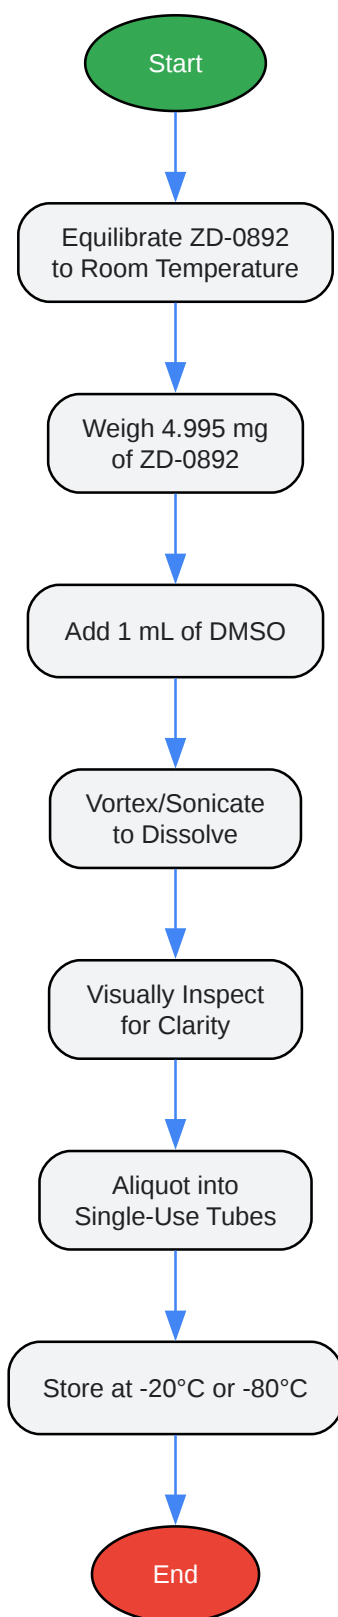 Start
Equilibrate ZD-0892
to Room Temperature
Weigh 4.995 mg
of ZD-0892
Add 1 mL of DMSO
Vortex/Sonicate
to Dissolve
Visually Inspect
for Clarity
Aliquot into
Single-Use Tubes
Store at -20°C or -80°C
End